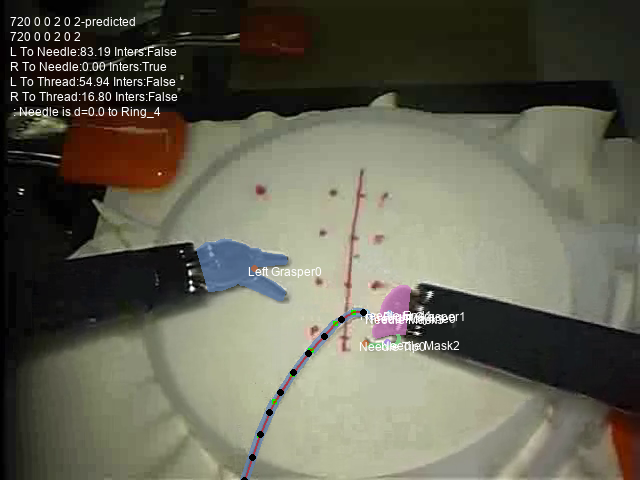 720 0 0 2 0 2-predicted
720 0 0 2 0 2
L To Needle:83.19 Inters:False
R To Needle:0.00 Inters:True
L To Thread:54.94 Inters:False
R To Thread:16.80 Inters:False
: Needle is d=0.0 to Ring_4
Left Grasper0